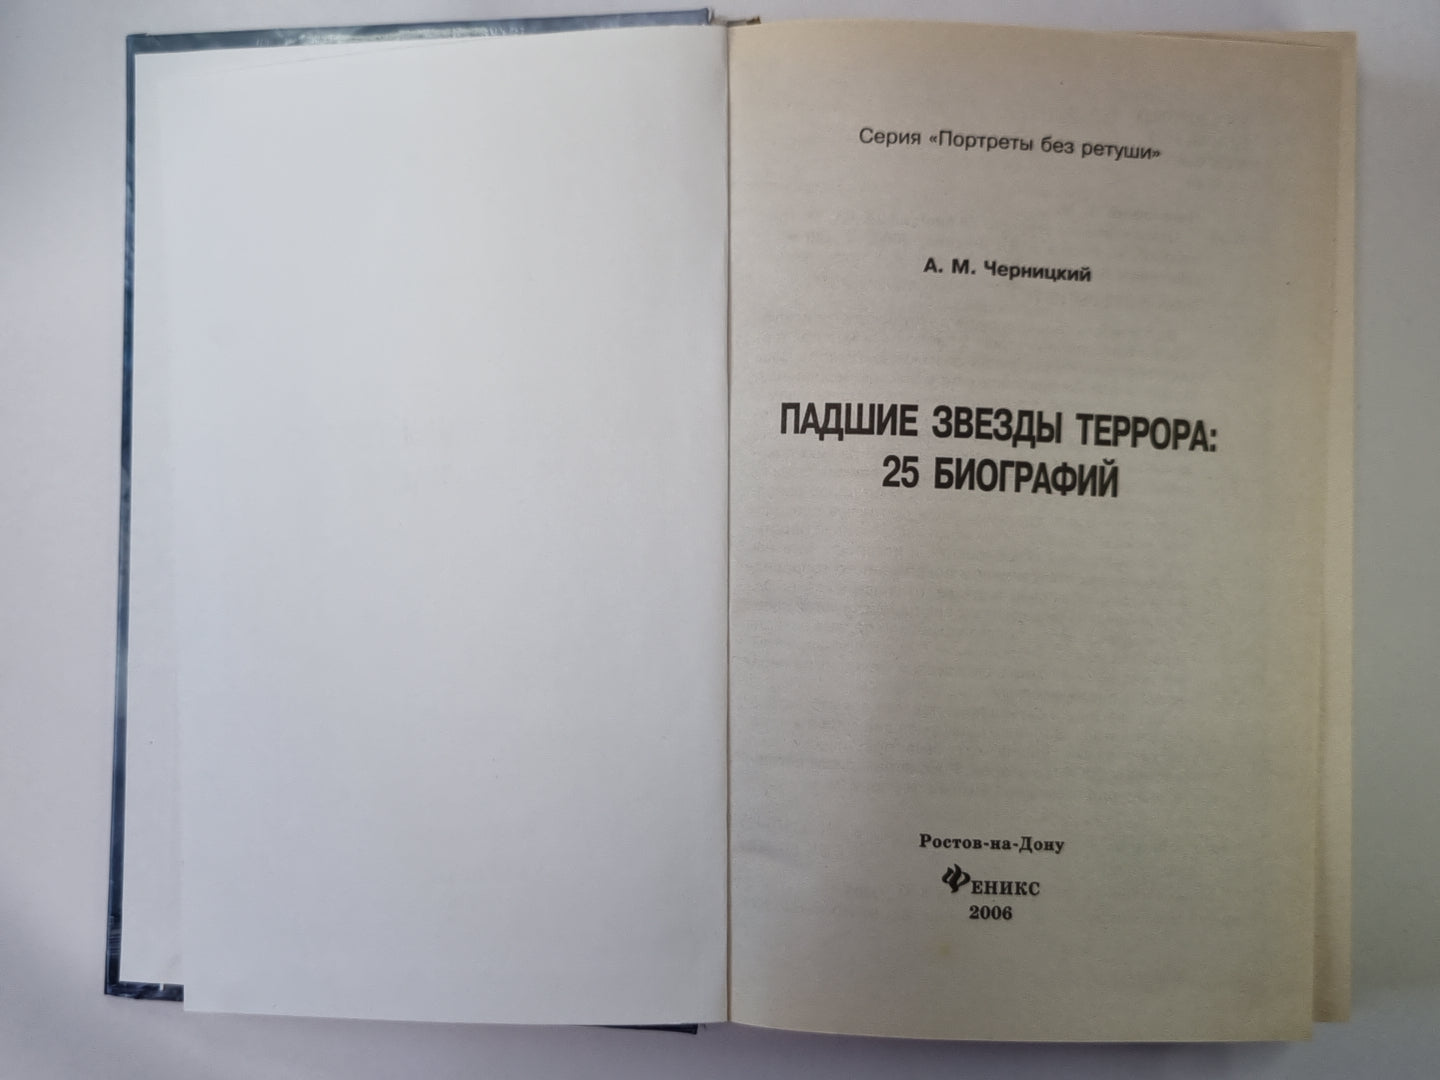 Серия «Портреты без ретуши»
А. М. Черницкий
ПАДШИЕ ЗВЕЗДЫ ТЕРРОРА:
25 БИОГРАФИЙ
Ростов-на-Дону
ФЕНИКС
2006